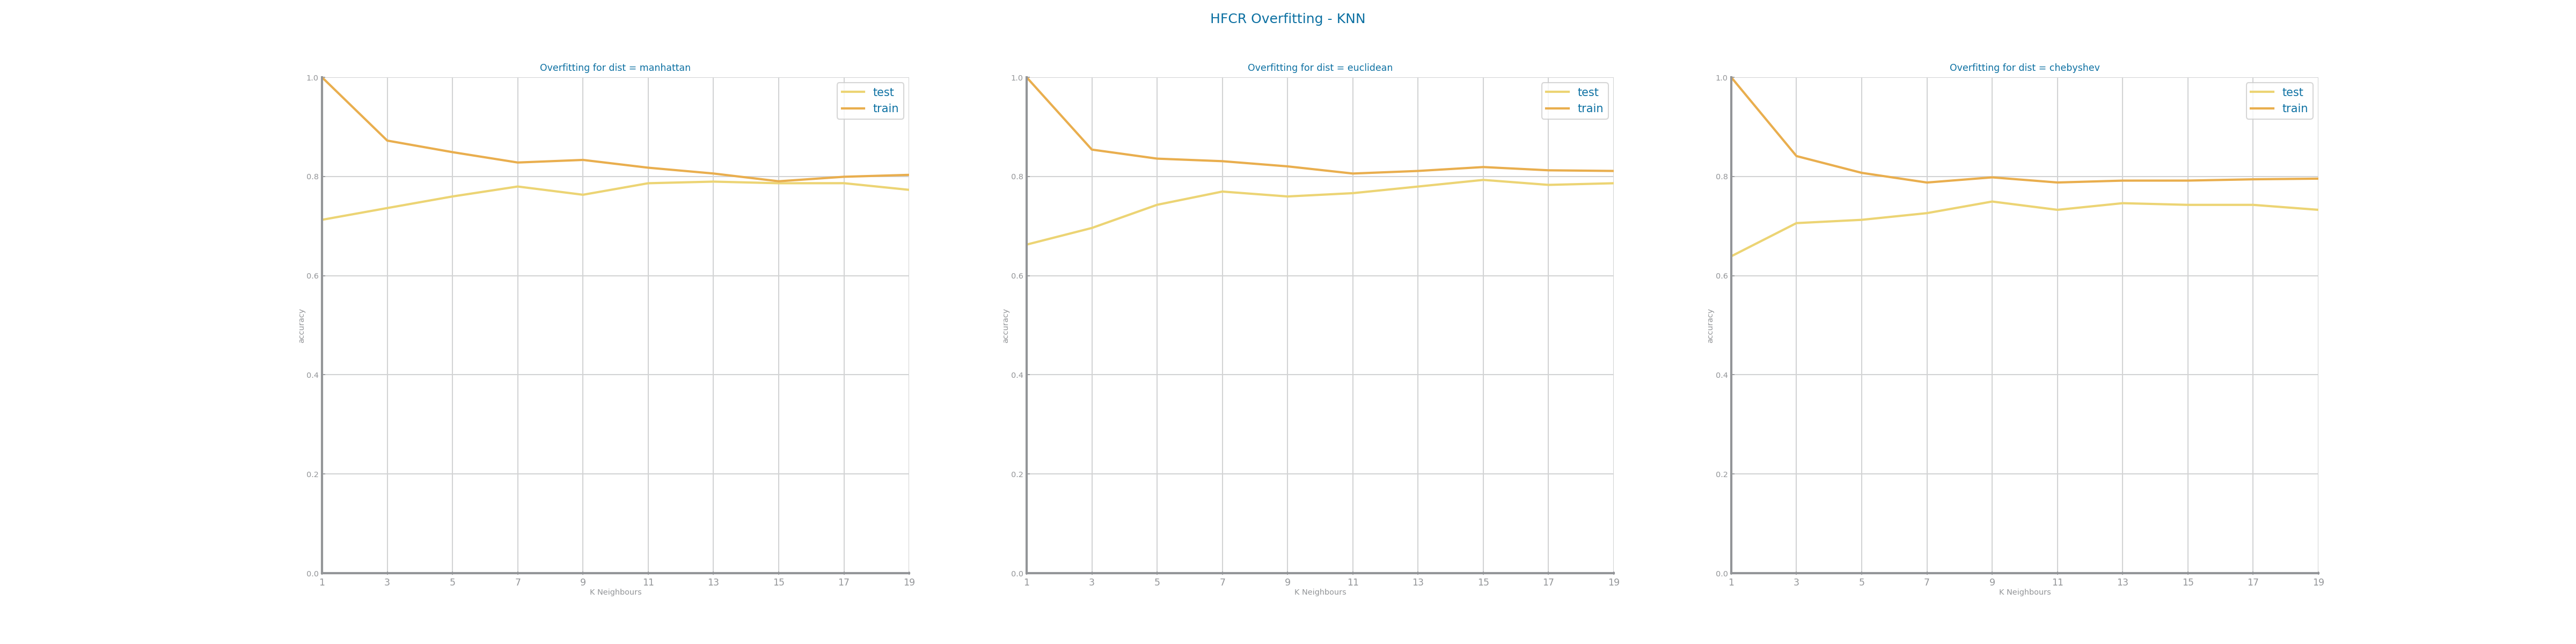 HFCR Overfitting - KNN
Overfitting for dist = manhattan
test
train
1.0
0.8
0.6
0.4
0.2
0.0
accuracy
1 3 5 7 9 11 13 15 17 19
K Neighbours
Overfitting for dist = euclidean
test
train
1.0
0.8
0.6
0.4
0.2
0.0
accuracy
1 3 5 7 9 11 13 15 17 19
K Neighbours
Overfitting for dist = chebyshev
test
train
1.0
0.8
0.6
0.4
0.2
0.0
accuracy
1 3 5 7 9 11 13 15 17 19
K Neighbours